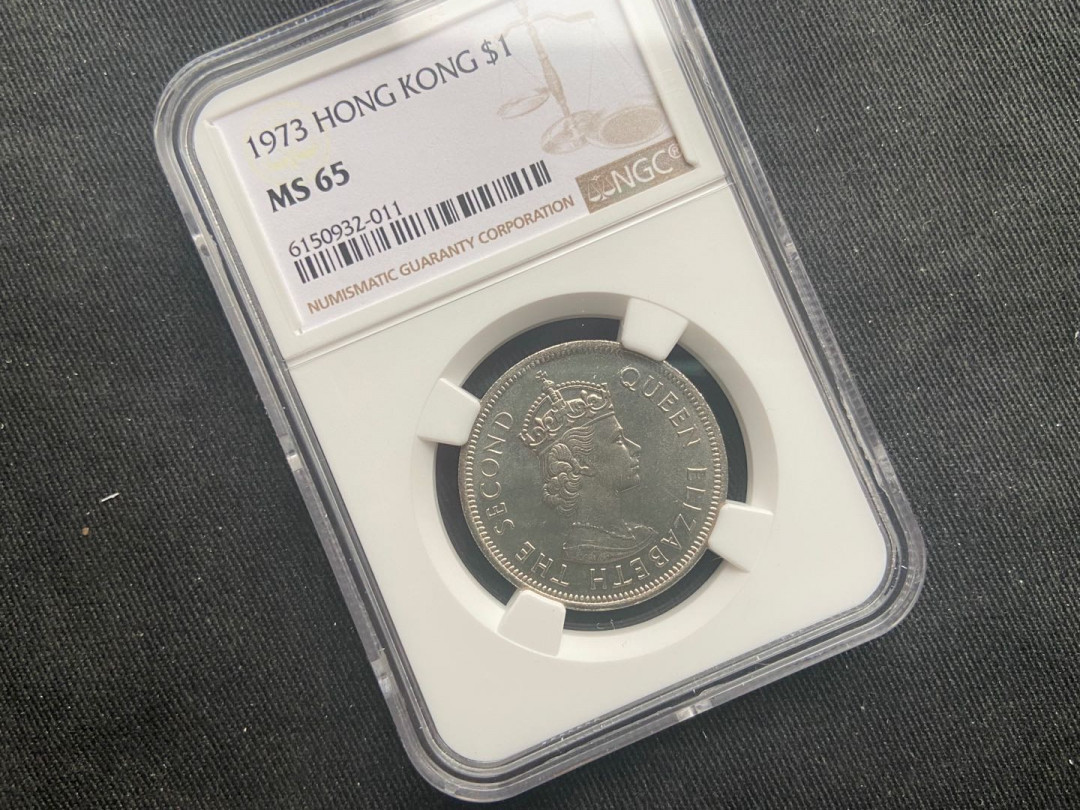 1973 HONG KONG $1
MS 65
6150932-011
NUMISMATIC GUARANTY CORPORATION
NGC®
QUEEN ELIZABETH THE SECOND